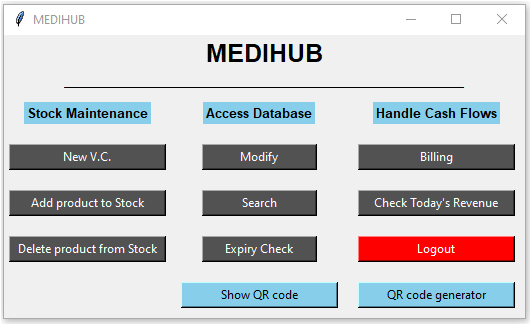 MEDIHUB
MEDIHUB
Stock Maintenance Access Database Handle Cash Flows
New V.C. Modify Billing
Add product to Stock Search Check Today's Revenue
Delete product from Stock Expiry Check Logout
Show QR code QR code generator